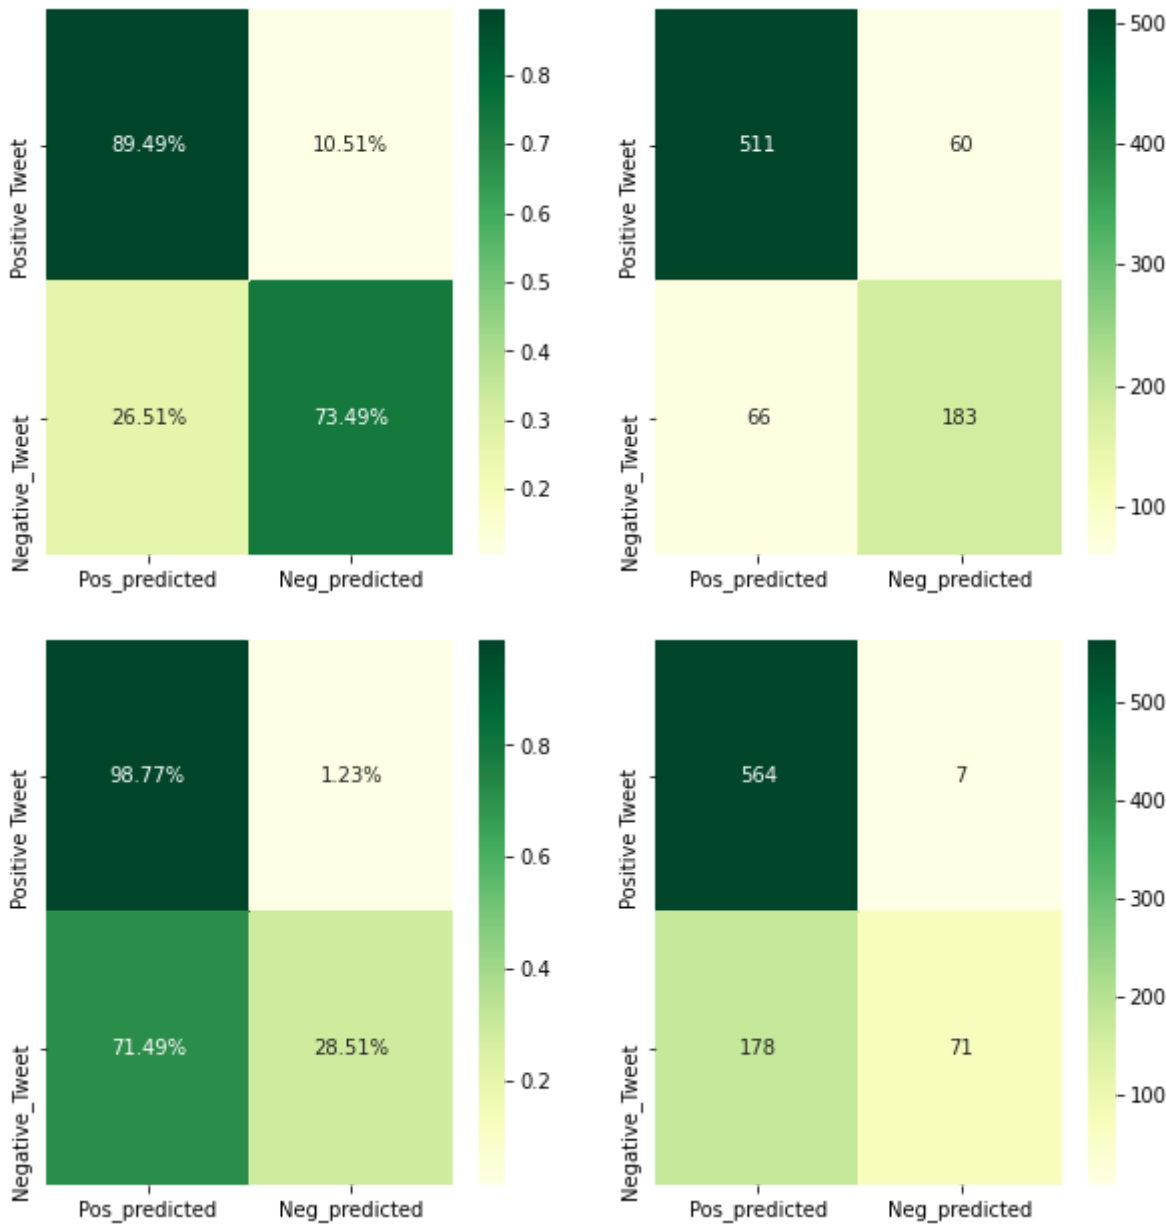 Positive Tweet
Negative_Tweet
89.49%
10.51%
26.51%
73.49%
Pos_predicted
Neg_predicted
0.8
0.7
0.6
0.5
0.4
0.3
0.2
Positive Tweet
Negative_Tweet
511
60
66
183
Pos_predicted
Neg_predicted
500
400
300
200
100
Positive Tweet
Negative_Tweet
98.77%
1.23%
71.49%
28.51%
Pos_predicted
Neg_predicted
0.8
0.6
0.4
0.2
Positive Tweet
Negative_Tweet
564
7
178
71
Pos_predicted
Neg_predicted
500
400
300
200
100